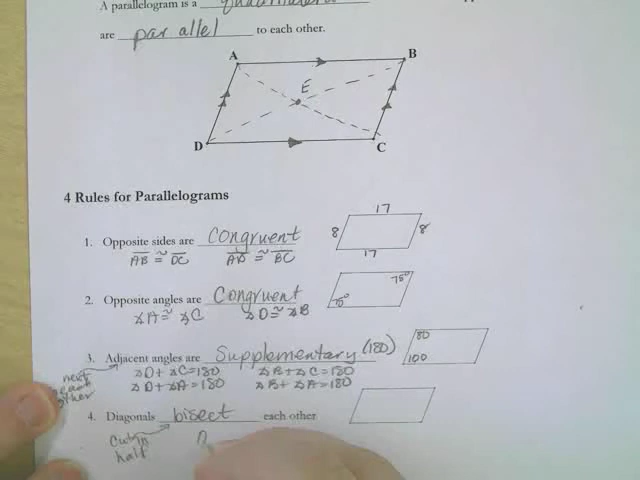 A parallelogram is a
are parallel to each other.
A B
E
D C
4 Rules for Parallelograms
17
1. Opposite sides are Congruent 8 8
17
AB ≅ DC AD ≅ BC
75°
2. Opposite angles are Congruent
∡A ≅ ∡C ∡D ≅ ∡B
80
3. Adjacent angles are Supplementary (180)
100
∡D + ∡C = 180 ∡B + ∡C = 180
∡D + ∡A = 180 ∡B + ∡A = 180
next
each
other
4. Diagonals bisect each other
cut in
half